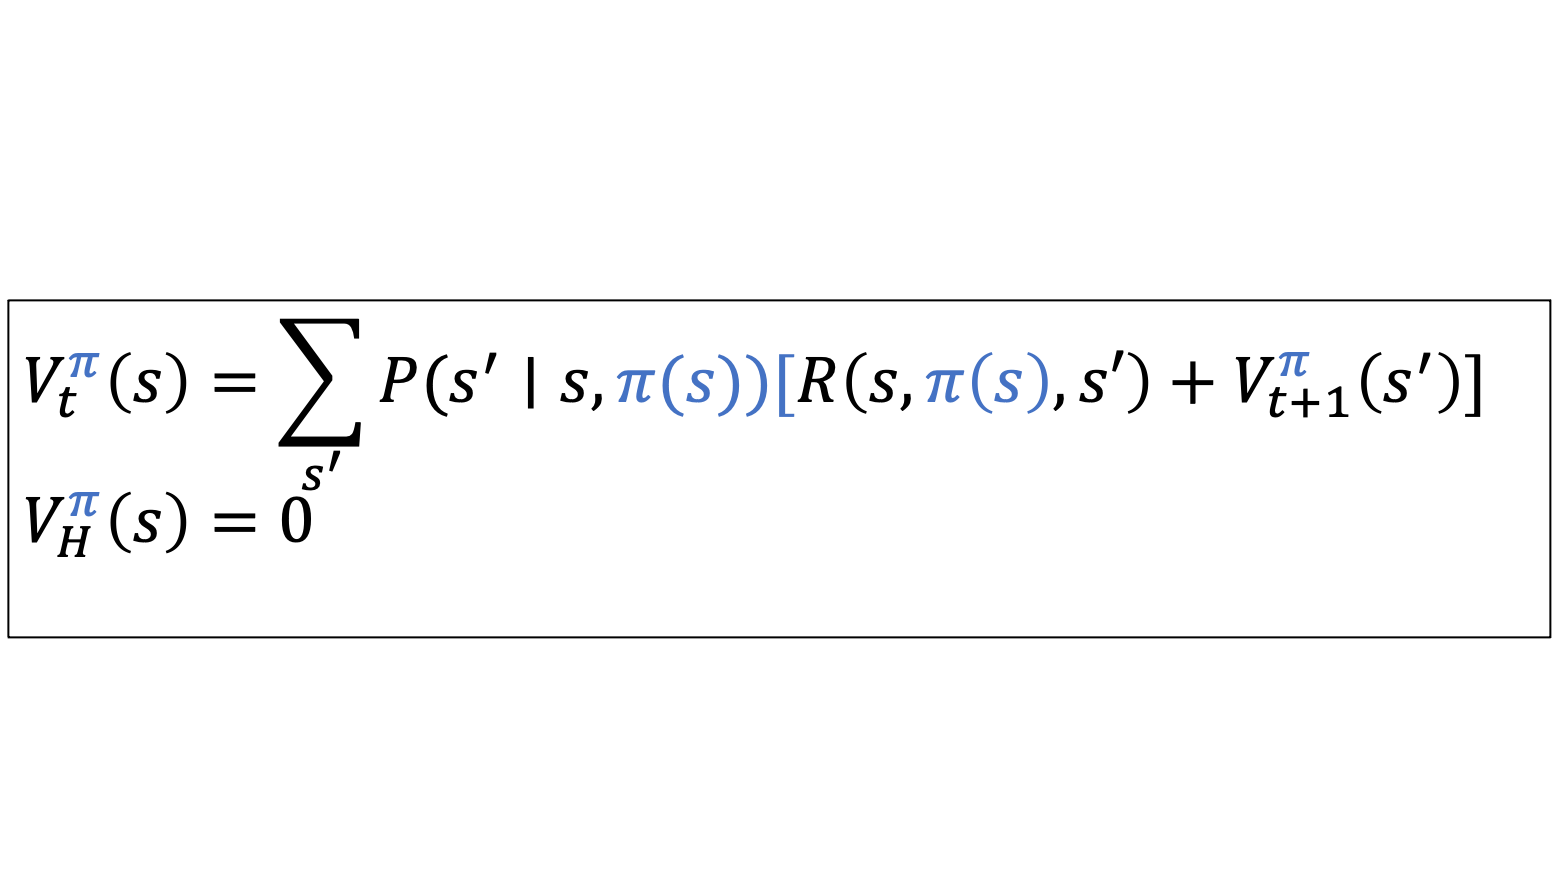 V_t^π(s) = ∑_{s′} P(s′ ∣ s, π(s))[R(s, π(s), s′) + V_{t+1}^π(s′)]
V_H^π(s) = 0